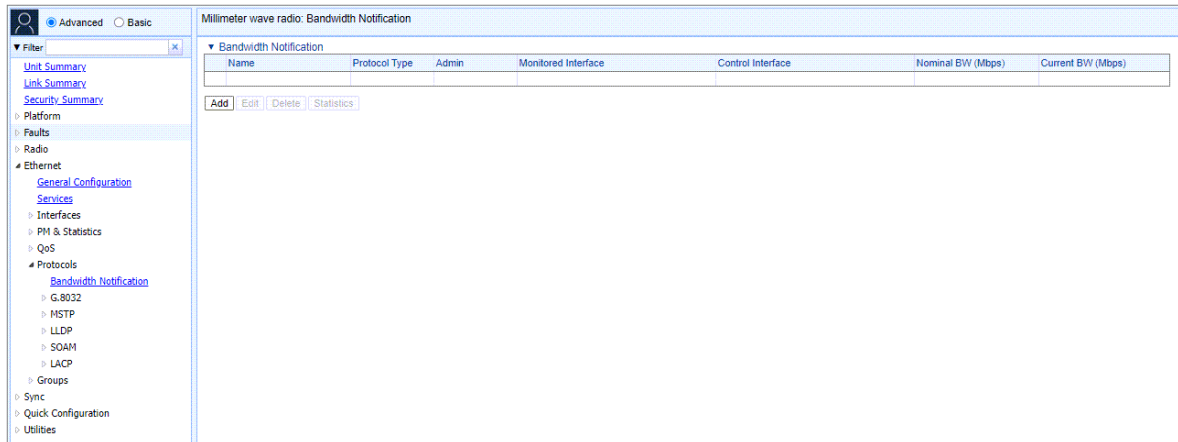 Advanced Basic
Filter
Unit Summary
Link Summary
Security Summary
Platform
Faults
Radio
Ethernet
General Configuration
Services
Interfaces
PM & Statistics
QoS
Protocols
Bandwidth Notification
G.8032
MSTP
LLDP
SOAM
LACP
Groups
Sync
Quick Configuration
Utilities
Millimeter wave radio: Bandwidth Notification
Bandwidth Notification
Name Protocol Type Admin Monitored Interface Control Interface Nominal BW (Mbps) Current BW (Mbps)
Add Edit Delete Statistics